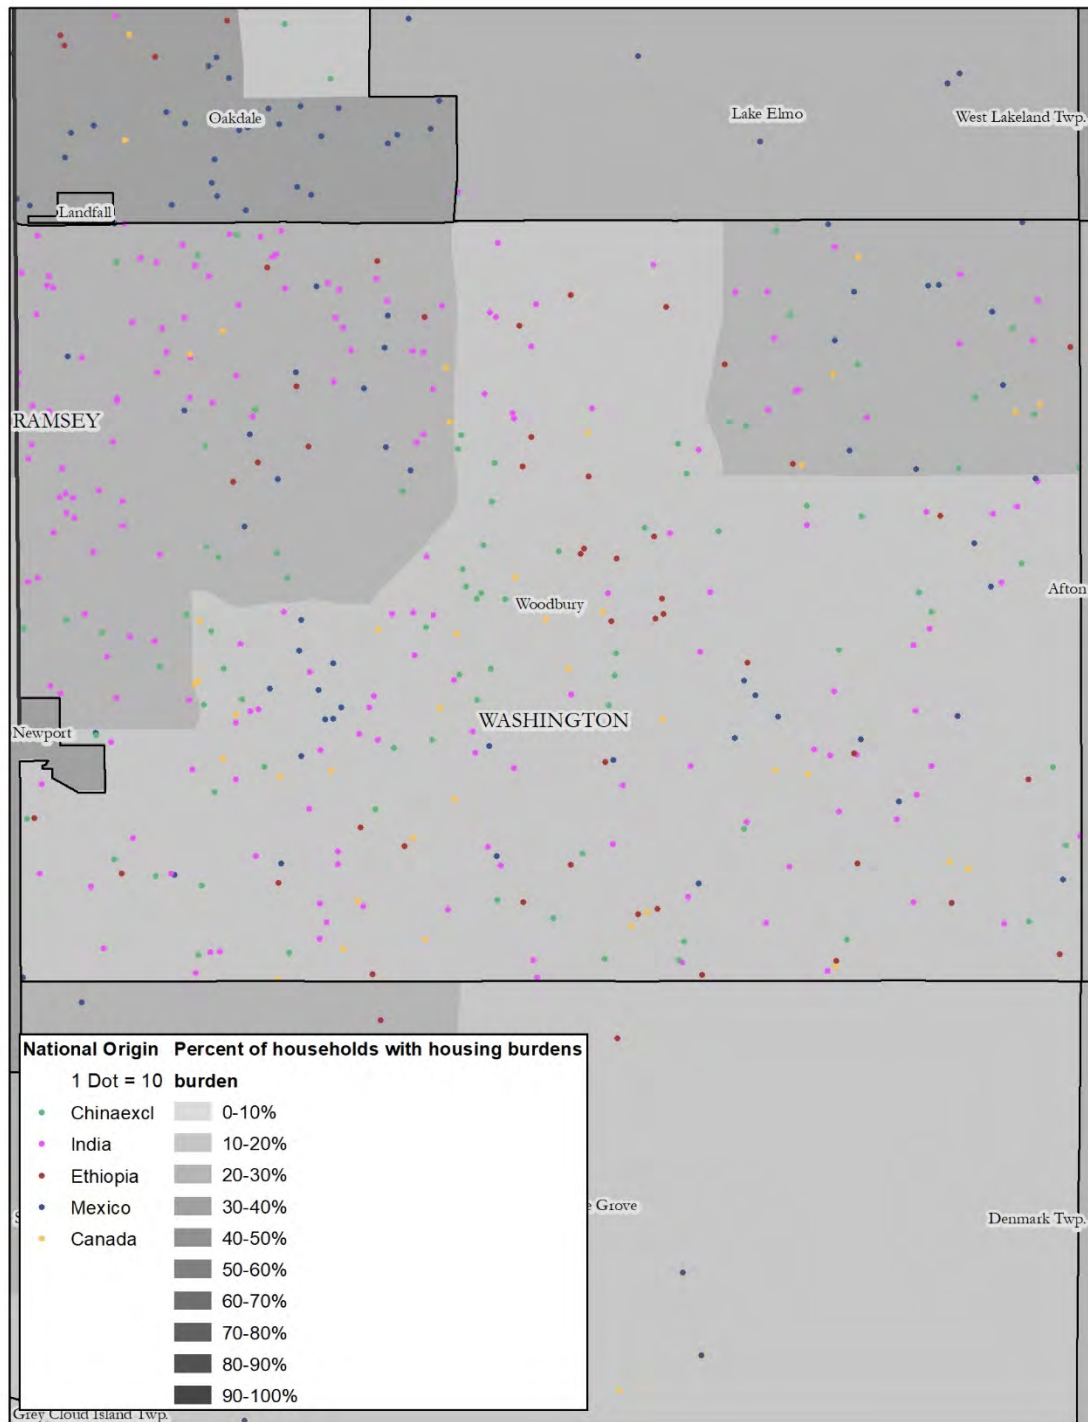 Oakdale
Lake Elmo
West Lakeland Twp.
Landfall
RAMSEY
Woodbury
Afton
WASHINGTON
Newport
National Origin Percent of households with housing burdens
1 Dot = 10 burden
Chinaexcl 0-10%
India 10-20%
Ethiopia 20-30%
Mexico 30-40%
Canada 40-50%
50-60%
60-70%
70-80%
80-90%
90-100%
S
e Grove
Denmark Twp.
Grey Cloud Island Twp.